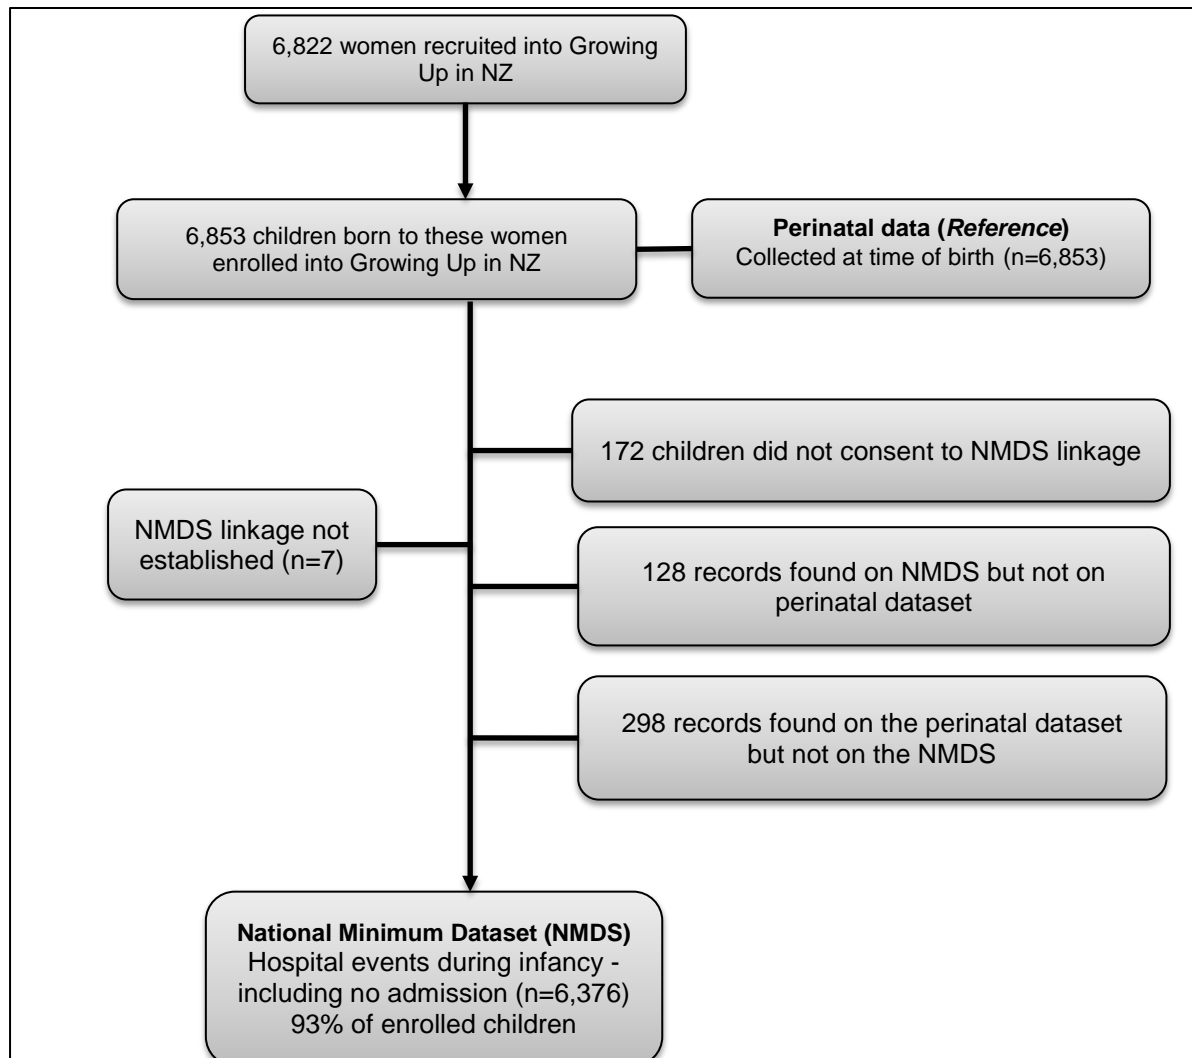 6,822 women recruited into Growing
Up in NZ
6,853 children born to these women
enrolled into Growing Up in NZ
Perinatal data (Reference)
Collected at time of birth (n=6,853)
172 children did not consent to NMDS linkage
NMDS linkage not
established (n=7)
128 records found on NMDS but not on
perinatal dataset
298 records found on the perinatal dataset
but not on the NMDS
National Minimum Dataset (NMDS)
Hospital events during infancy -
including no admission (n=6,376)
93% of enrolled children